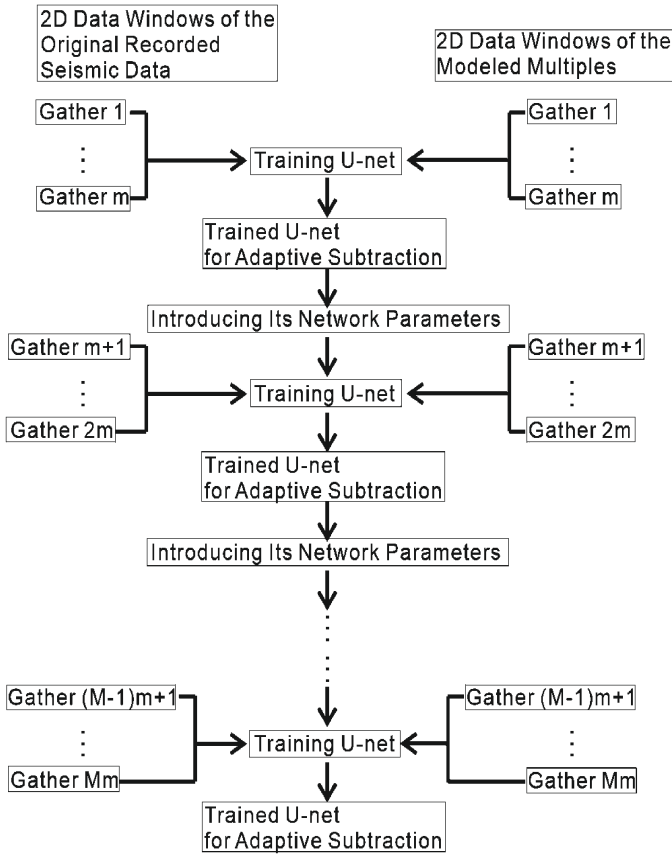 2D Data Windows of the
Original Recorded
Seismic Data
2D Data Windows of the
Modeled Multiples
Gather 1
⋮
Gather m
Gather 1
⋮
Gather m
Training U-net
Trained U-net
for Adaptive Subtraction
Introducing Its Network Parameters
Gather m+1
⋮
Gather 2m
Gather m+1
⋮
Gather 2m
Training U-net
Trained U-net
for Adaptive Subtraction
Introducing Its Network Parameters
⋮
Gather (M-1)m+1
⋮
Gather Mm
Gather (M-1)m+1
⋮
Gather Mm
Training U-net
Trained U-net
for Adaptive Subtraction